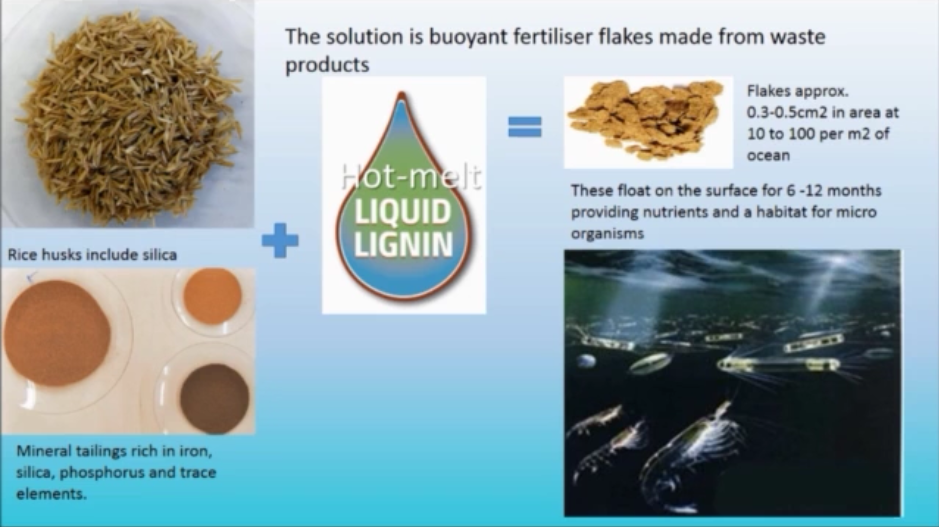 The solution is buoyant fertiliser flakes made from waste
products
Hot-melt
LIQUID
LIGNIN
Flakes approx.
0.3-0.5cm2 in area at
10 to 100 per m2 of
ocean
These float on the surface for 6 -12 months
providing nutrients and a habitat for micro
organisms
Rice husks include silica
Mineral tailings rich in iron,
silica, phosphorus and trace
elements.